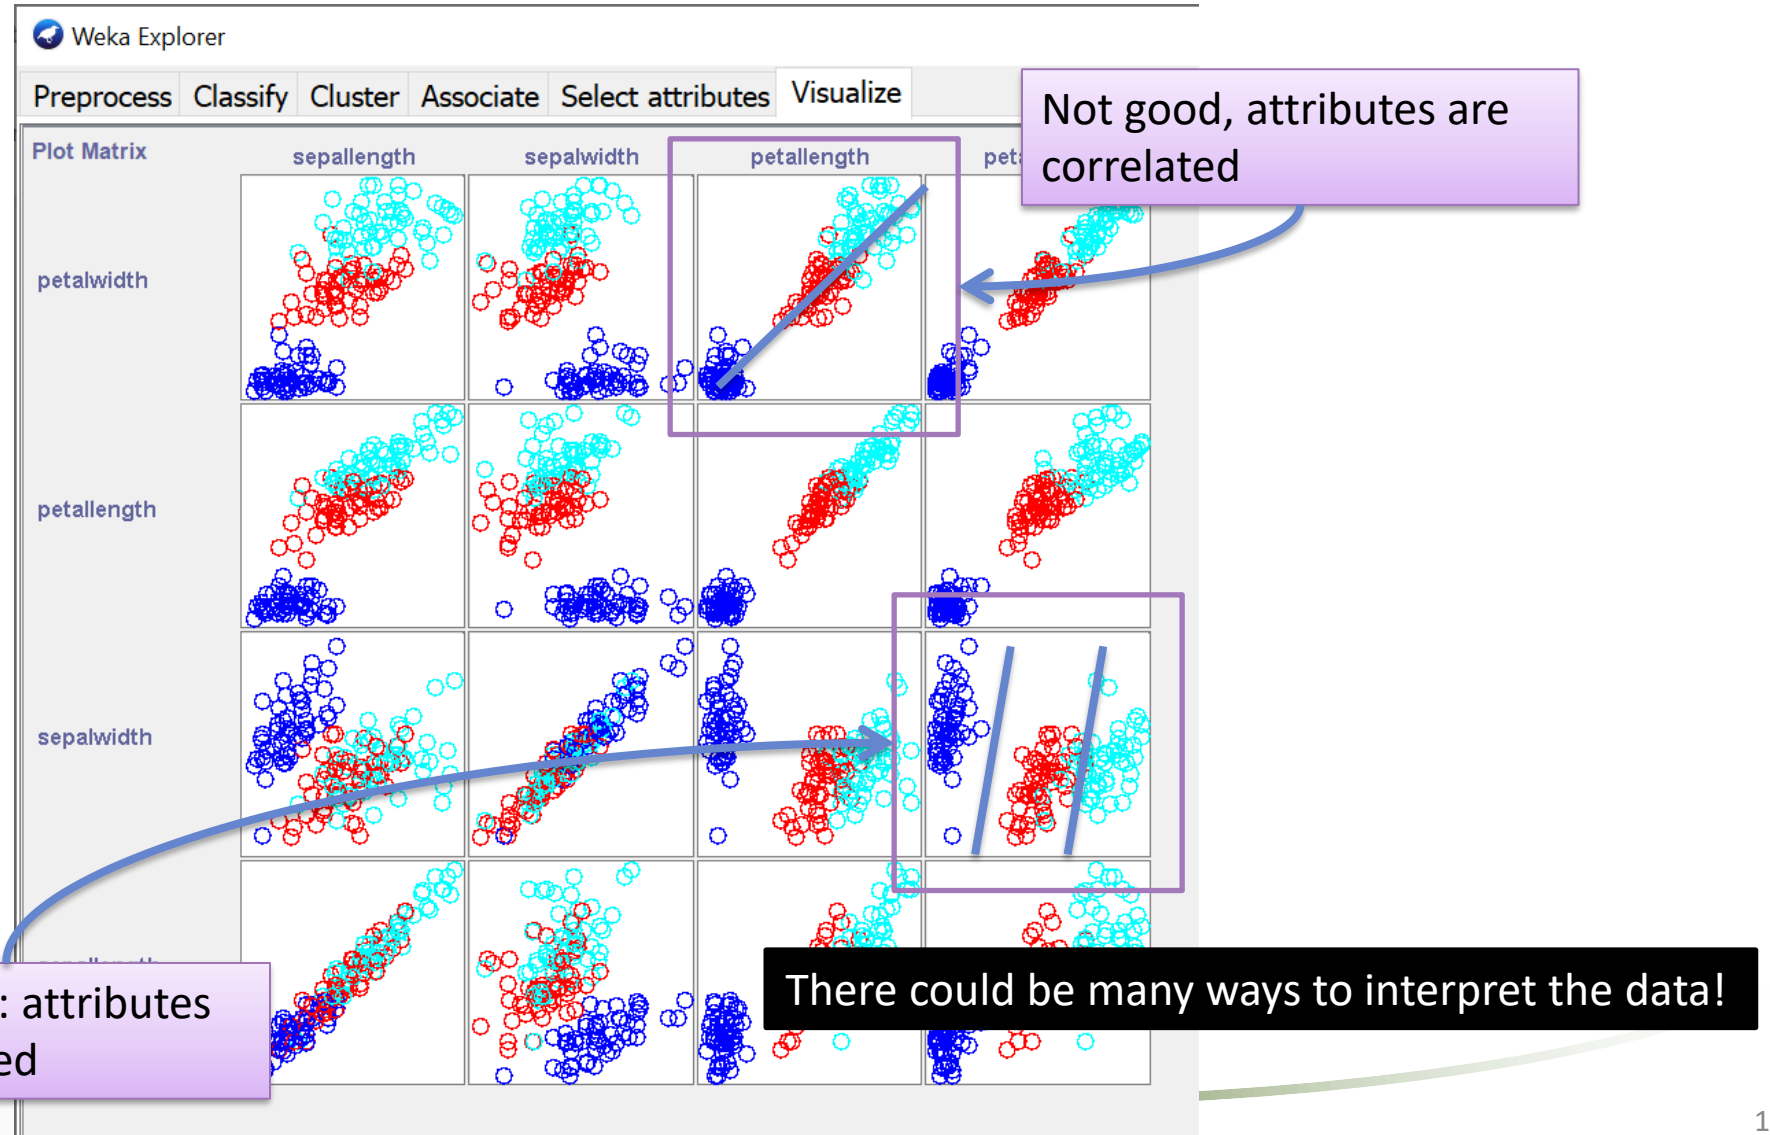 Weka Explorer
Preprocess Classify Cluster Associate Select attributes Visualize
Not good, attributes are
correlated
Plot Matrix sepallength sepalwidth petallength
petalwidth
petallength
sepalwidth
: attributes
There could be many ways to interpret the data!
1